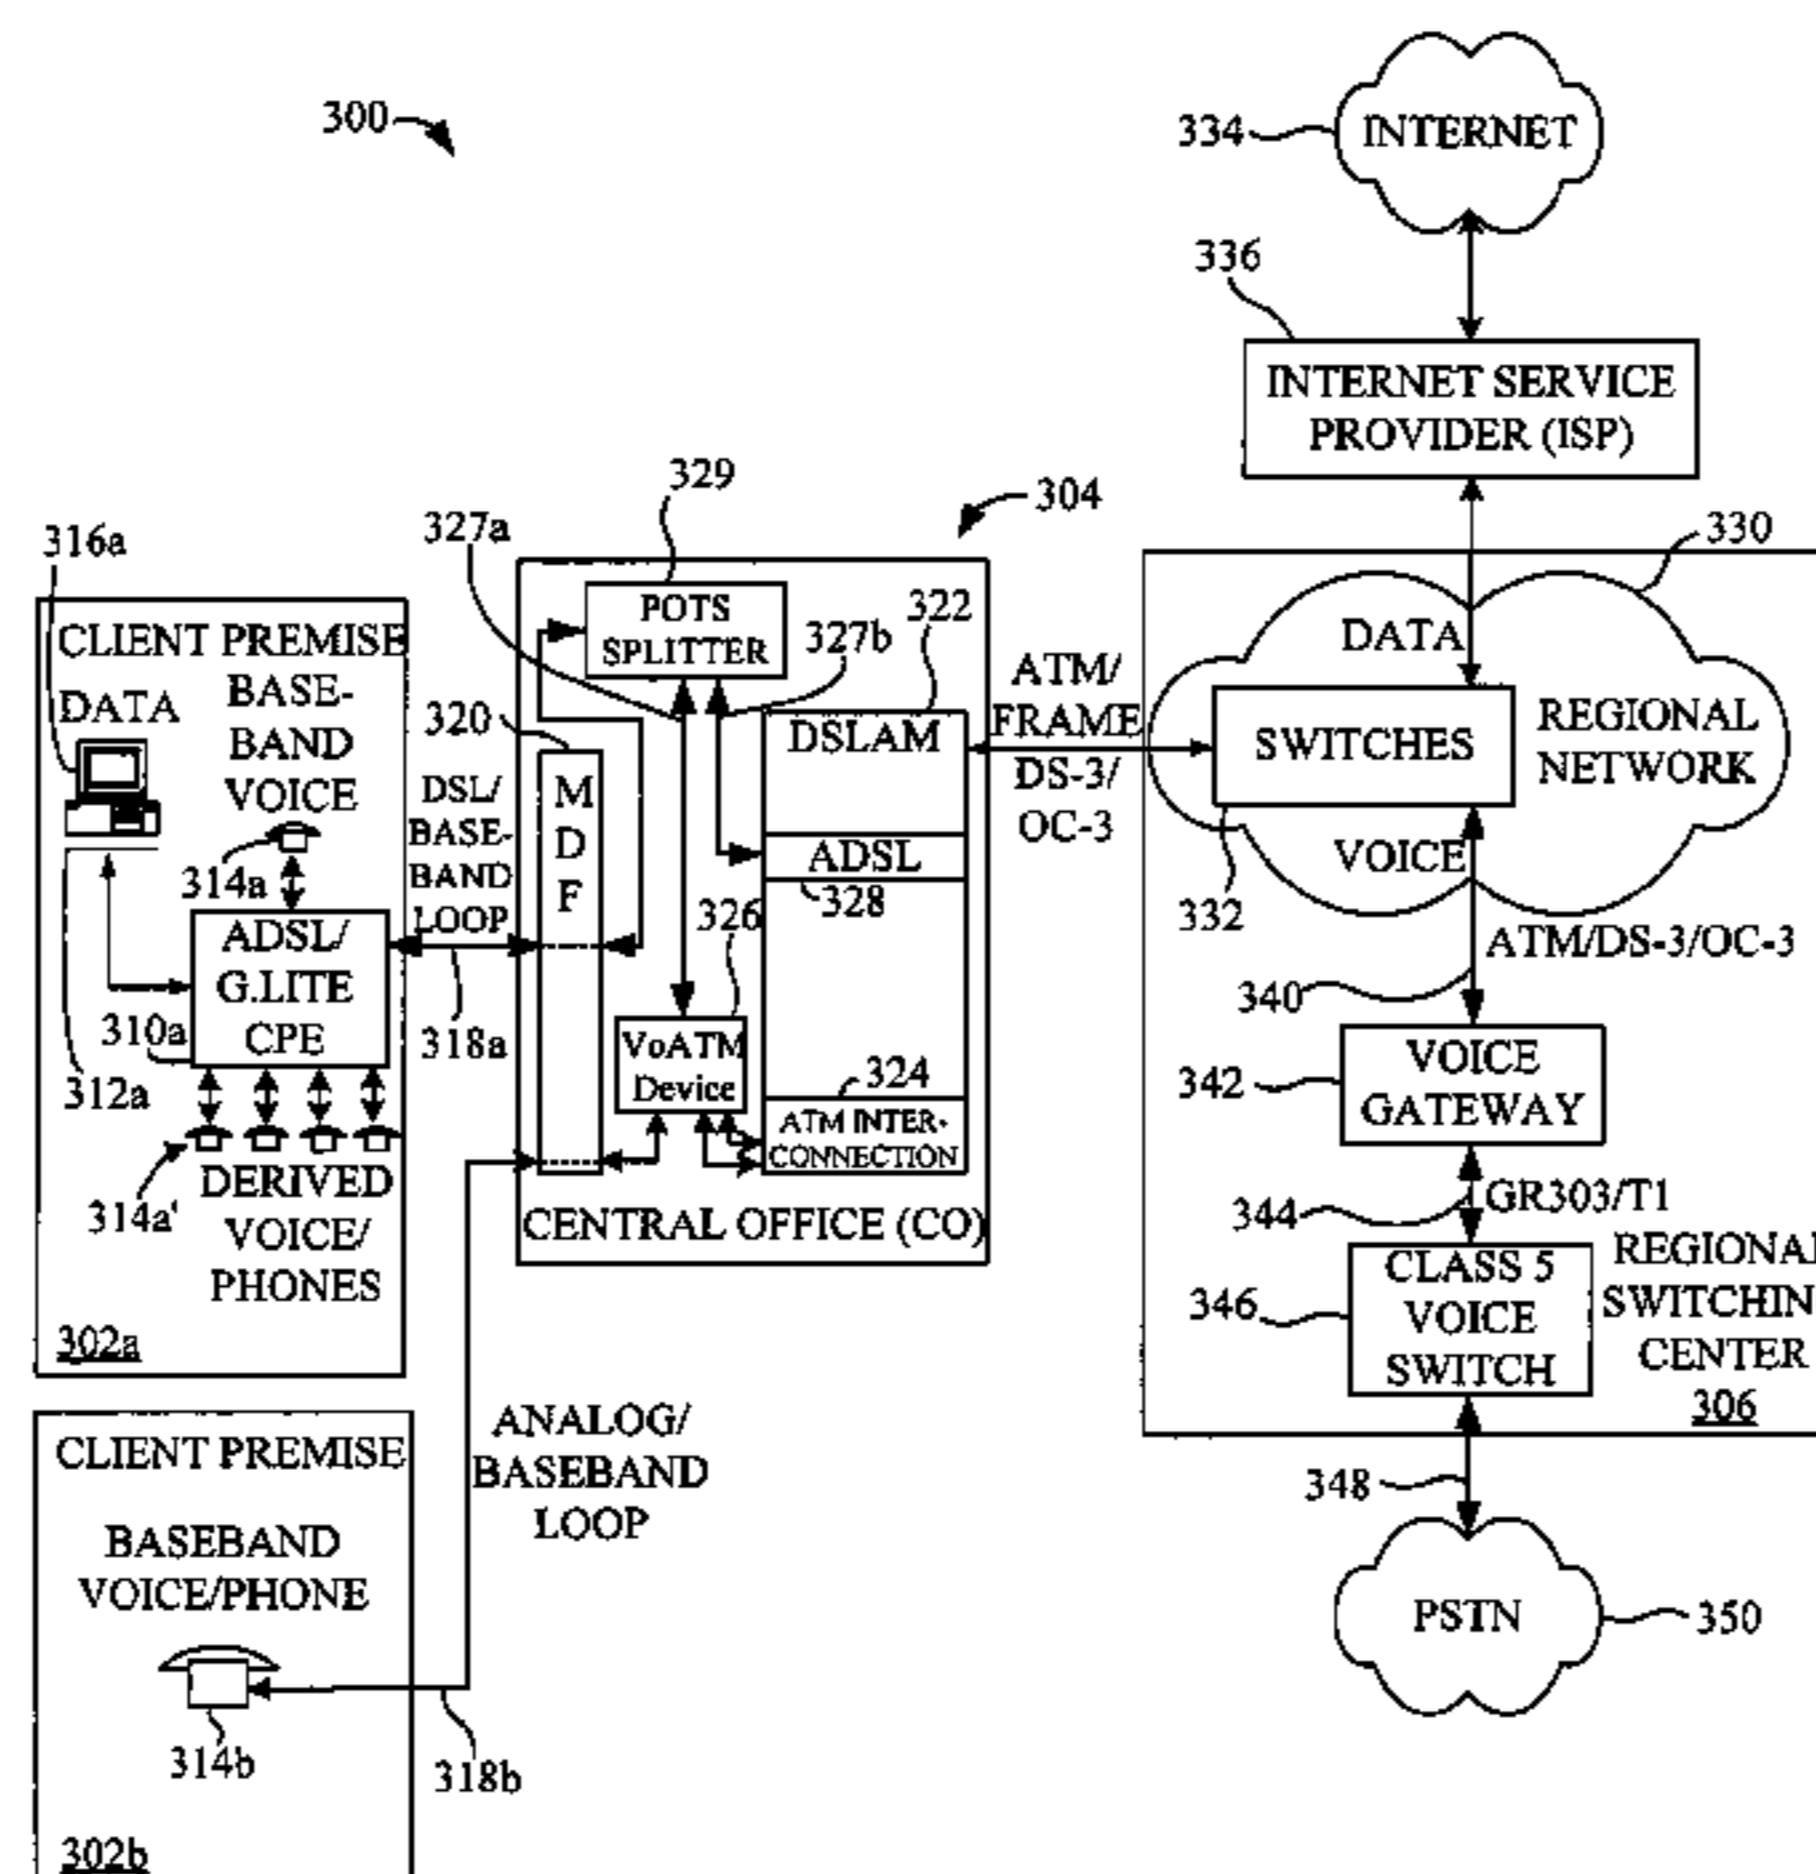 300
334
INTERNET
336
INTERNET SERVICE
PROVIDER (ISP)
329
304
327a
316a
330
POTS
SPLITTER
322
327b
CLIENT PREMISE
BASE-
BAND
VOICE
DATA
320
DATA
ATM/
FRAME
DS-3/
OC-3
DSLAM
SWITCHES
REGIONAL
NETWORK
DSL/
BASE-
BAND
LOOP
M
D
F
ADSL
328
VOICE
332
314a
326
ADSL/
G.LITE
CPE
ATM/DS-3/OC-3
340
310a
318a
VoATM
Device
324
VOICE
GATEWAY
342
312a
ATM INTER-
CONNECTION
314a'
DERIVED
VOICE/
PHONES
CENTRAL OFFICE (CO)
344
GR303/T1
CLASS 5
VOICE
SWITCH
346
REGIONAL
SWITCHIN
CENTER
306
302a
ANALOG/
BASEBAND
LOOP
CLIENT PREMISE
348
BASEBAND
VOICE/PHONE
PSTN
350
314b
318b
302b